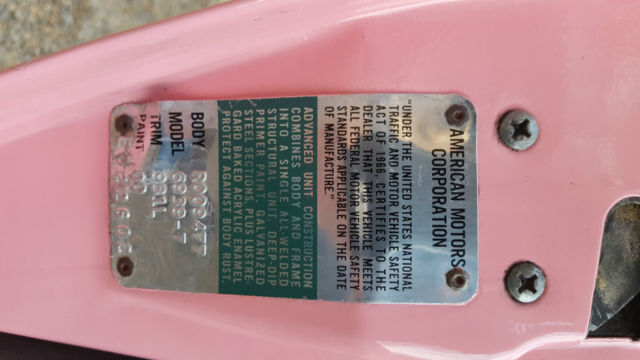 AMERICAN MOTORS
CORPORATION
"UNDER THE UNITED STATES NATIONAL
TRAFFIC AND MOTOR VEHICLE SAFETY
ACT OF 1966, CERTIFIES TO THE
DEALER THAT THIS VEHICLE MEETS
ALL FEDERAL MOTOR VEHICLE SAFETY
STANDARDS APPLICABLE ON THE DATE
OF MANUFACTURE."
ADVANCED UNIT CONSTRUCTION
COMBINES BODY AND FRAME
INTO A SINGLE ALL-WELDED
STRUCTURAL UNIT. DEEP-DIP
PRIMER PAINT, GALVANIZED
STEEL SECTIONS, PLUS LUSTRE-
GARD BAKED ACRYLIC ENAMEL
PROTECT AGAINST BODY RUST.
BODY
MODEL 6939-7
TRIM 981L
PAINT